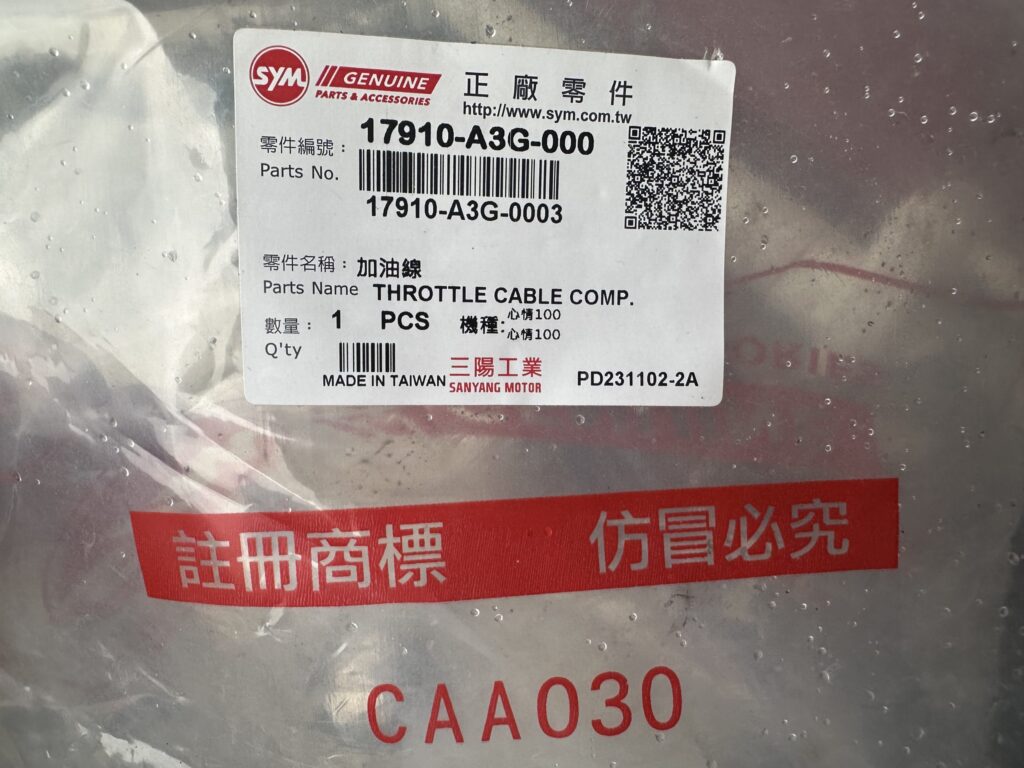 SYM GENUINE
PARTS & ACCESSORIES
正廠零件
http://www.sym.com.tw
零件編號： 17910-A3G-000
Parts No.
17910-A3G-0003
零件名稱： 加油線
Parts Name THROTTLE CABLE COMP.
數量： 1 PCS 機種: 心情100
心情100
Q'ty
MADE IN TAIWAN 三陽工業
SANYANG MOTOR
PD231102-2A
ORIES
註冊商標 仿冒必究
CAA030